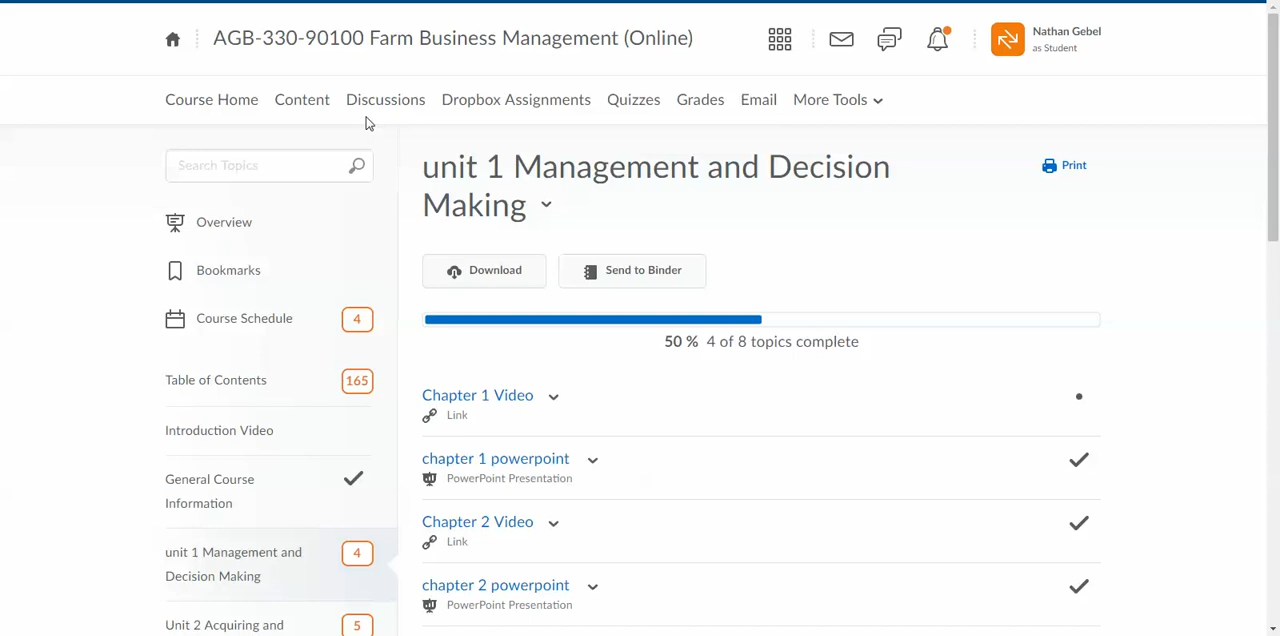 AGB-330-90100 Farm Business Management (Online)
Nathan Gebel
as Student
Course Home Content Discussions Dropbox Assignments Quizzes Grades Email More Tools
Search Topics
Overview
Bookmarks
Course Schedule 4
Table of Contents 165
Introduction Video
General Course
Information
unit 1 Management and
Decision Making
4
Unit 2 Acquiring and
5
unit 1 Management and Decision
Making
Print
Download Send to Binder
50 % 4 of 8 topics complete
Chapter 1 Video
Link
chapter 1 powerpoint
PowerPoint Presentation
Chapter 2 Video
Link
chapter 2 powerpoint
PowerPoint Presentation